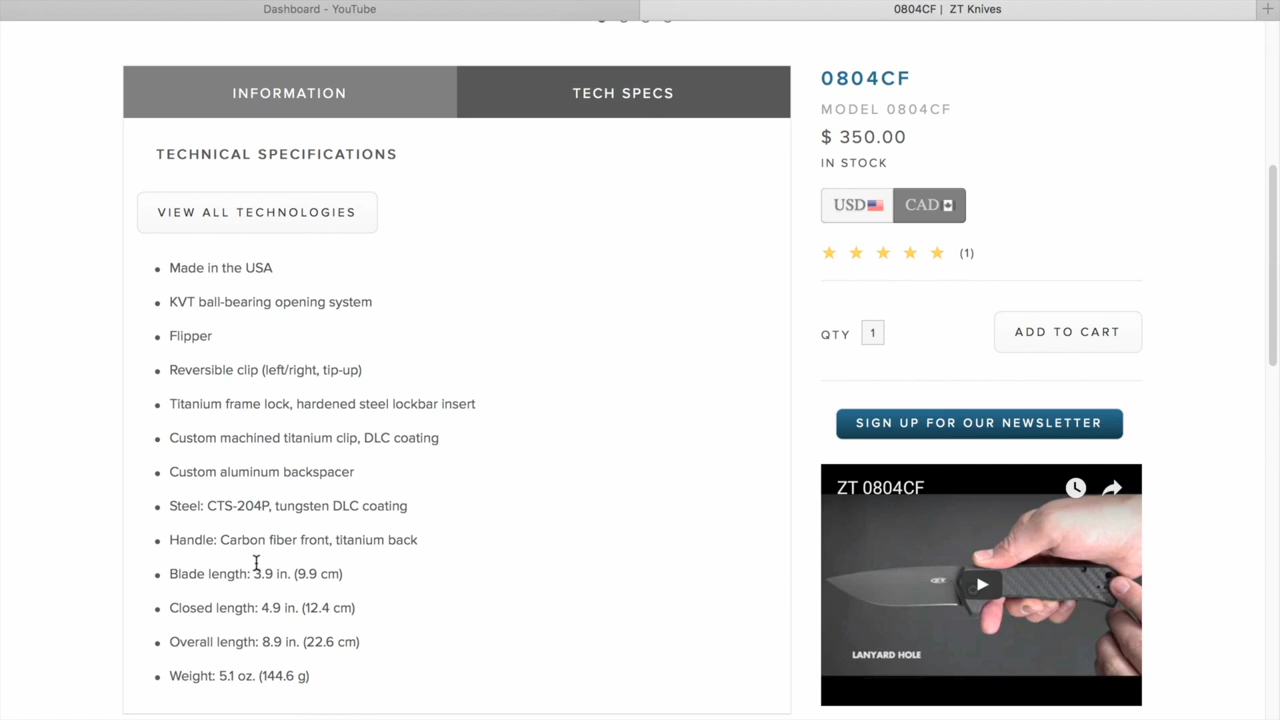 Dashboard - YouTube
0804CF | ZT Knives
INFORMATION
TECH SPECS
TECHNICAL SPECIFICATIONS
VIEW ALL TECHNOLOGIES
Made in the USA
KVT ball-bearing opening system
Flipper
Reversible clip (left/right, tip-up)
Titanium frame lock, hardened steel lockbar insert
Custom machined titanium clip, DLC coating
Custom aluminum backspacer
Steel: CTS-204P, tungsten DLC coating
Handle: Carbon fiber front, titanium back
Blade length: 3.9 in. (9.9 cm)
Closed length: 4.9 in. (12.4 cm)
Overall length: 8.9 in. (22.6 cm)
Weight: 5.1 oz. (144.6 g)
0804CF
MODEL 0804CF
$ 350.00
IN STOCK
USD CAD
(1)
QTY 1 ADD TO CART
SIGN UP FOR OUR NEWSLETTER
ZT 0804CF
ZT
LANYARD HOLE